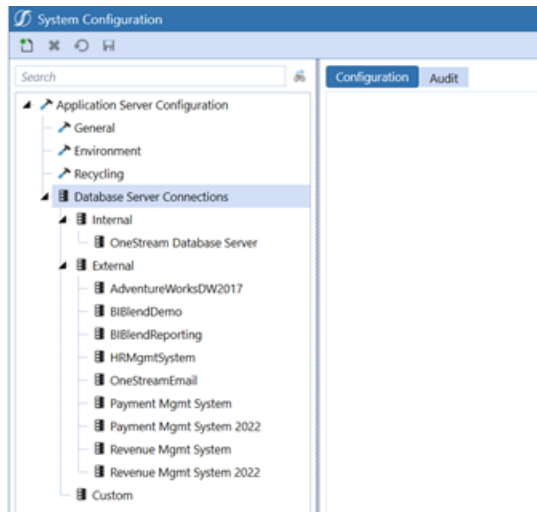 System Configuration
Search
Configuration Audit
Application Server Configuration
General
Environment
Recycling
Database Server Connections
Internal
OneStream Database Server
External
AdventureWorksDW2017
BIBlendDemo
BIBlendReporting
HRMgmtSystem
OneStreamEmail
Payment Mgmt System
Payment Mgmt System 2022
Revenue Mgmt System
Revenue Mgmt System 2022
Custom